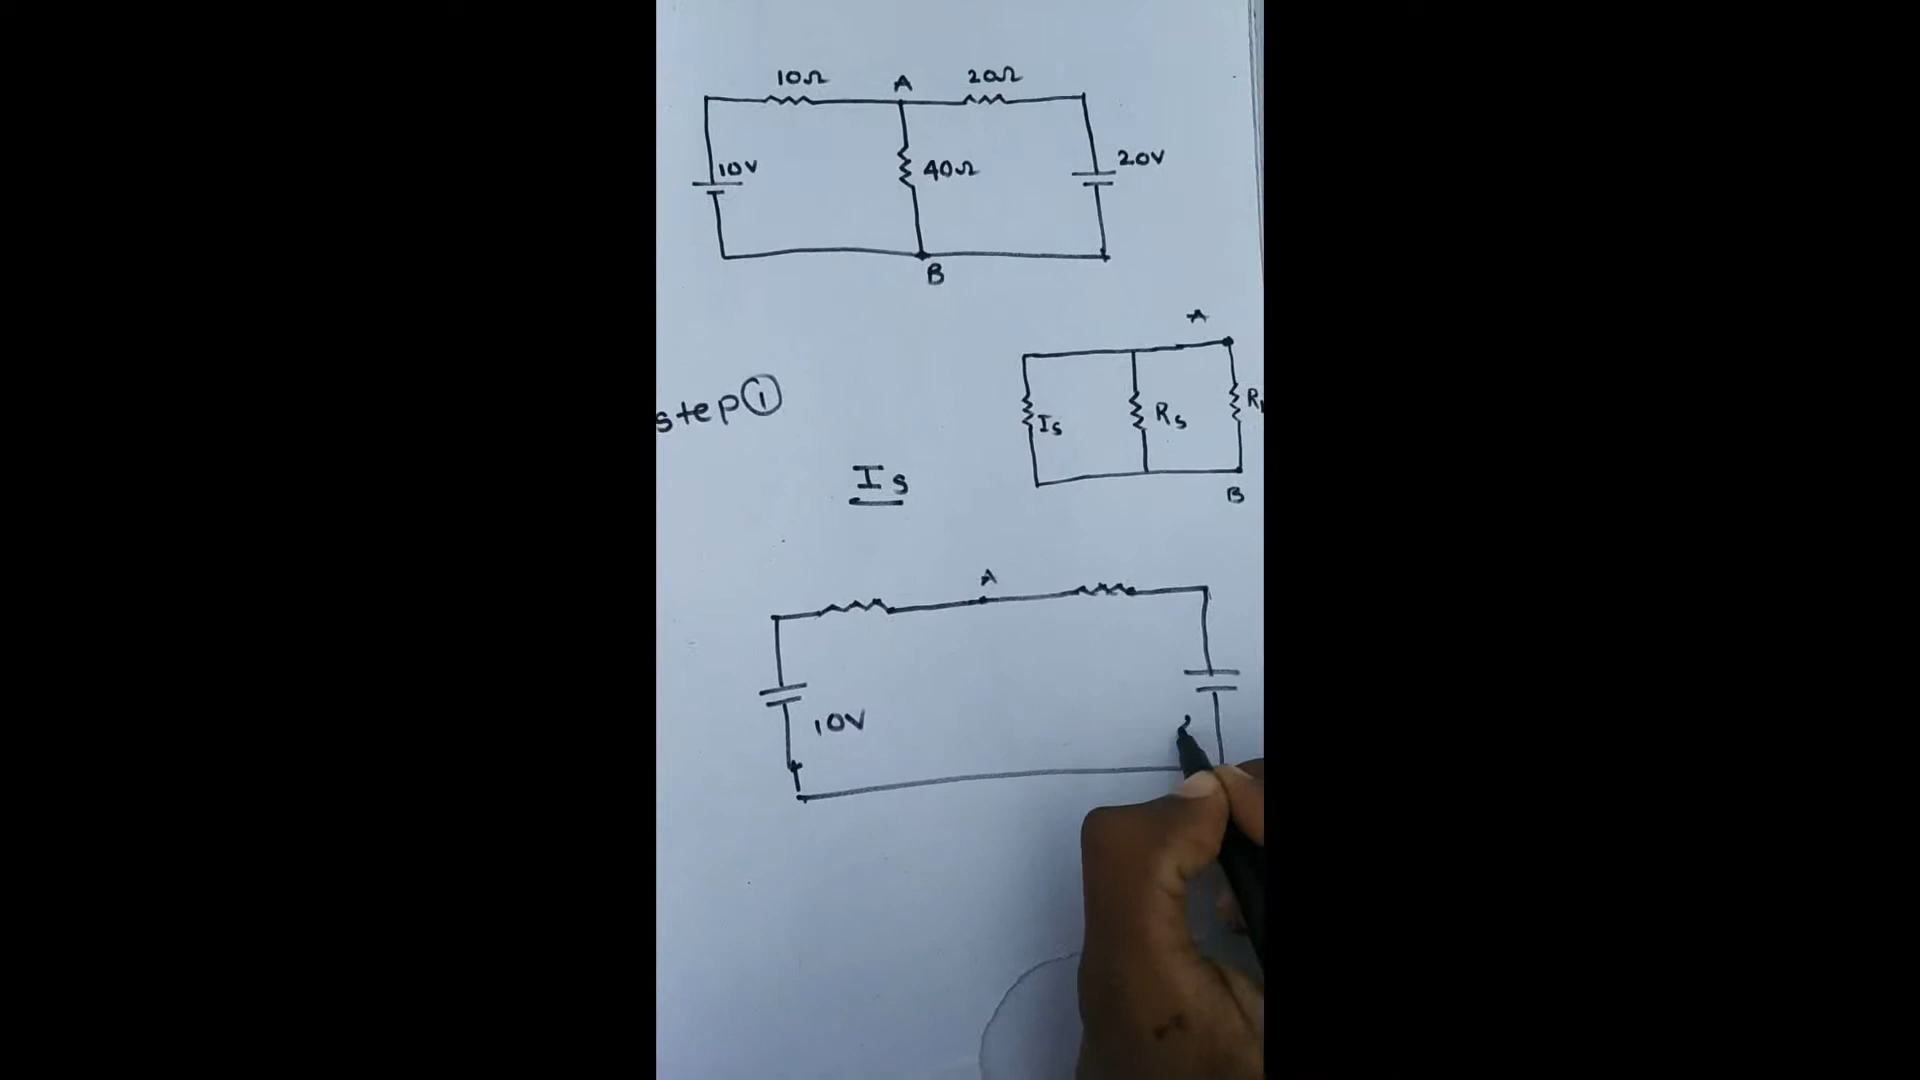 10Ω A 20Ω
10V 40Ω 20V
B
A
step①
Is Rs
Is
B
A
10V